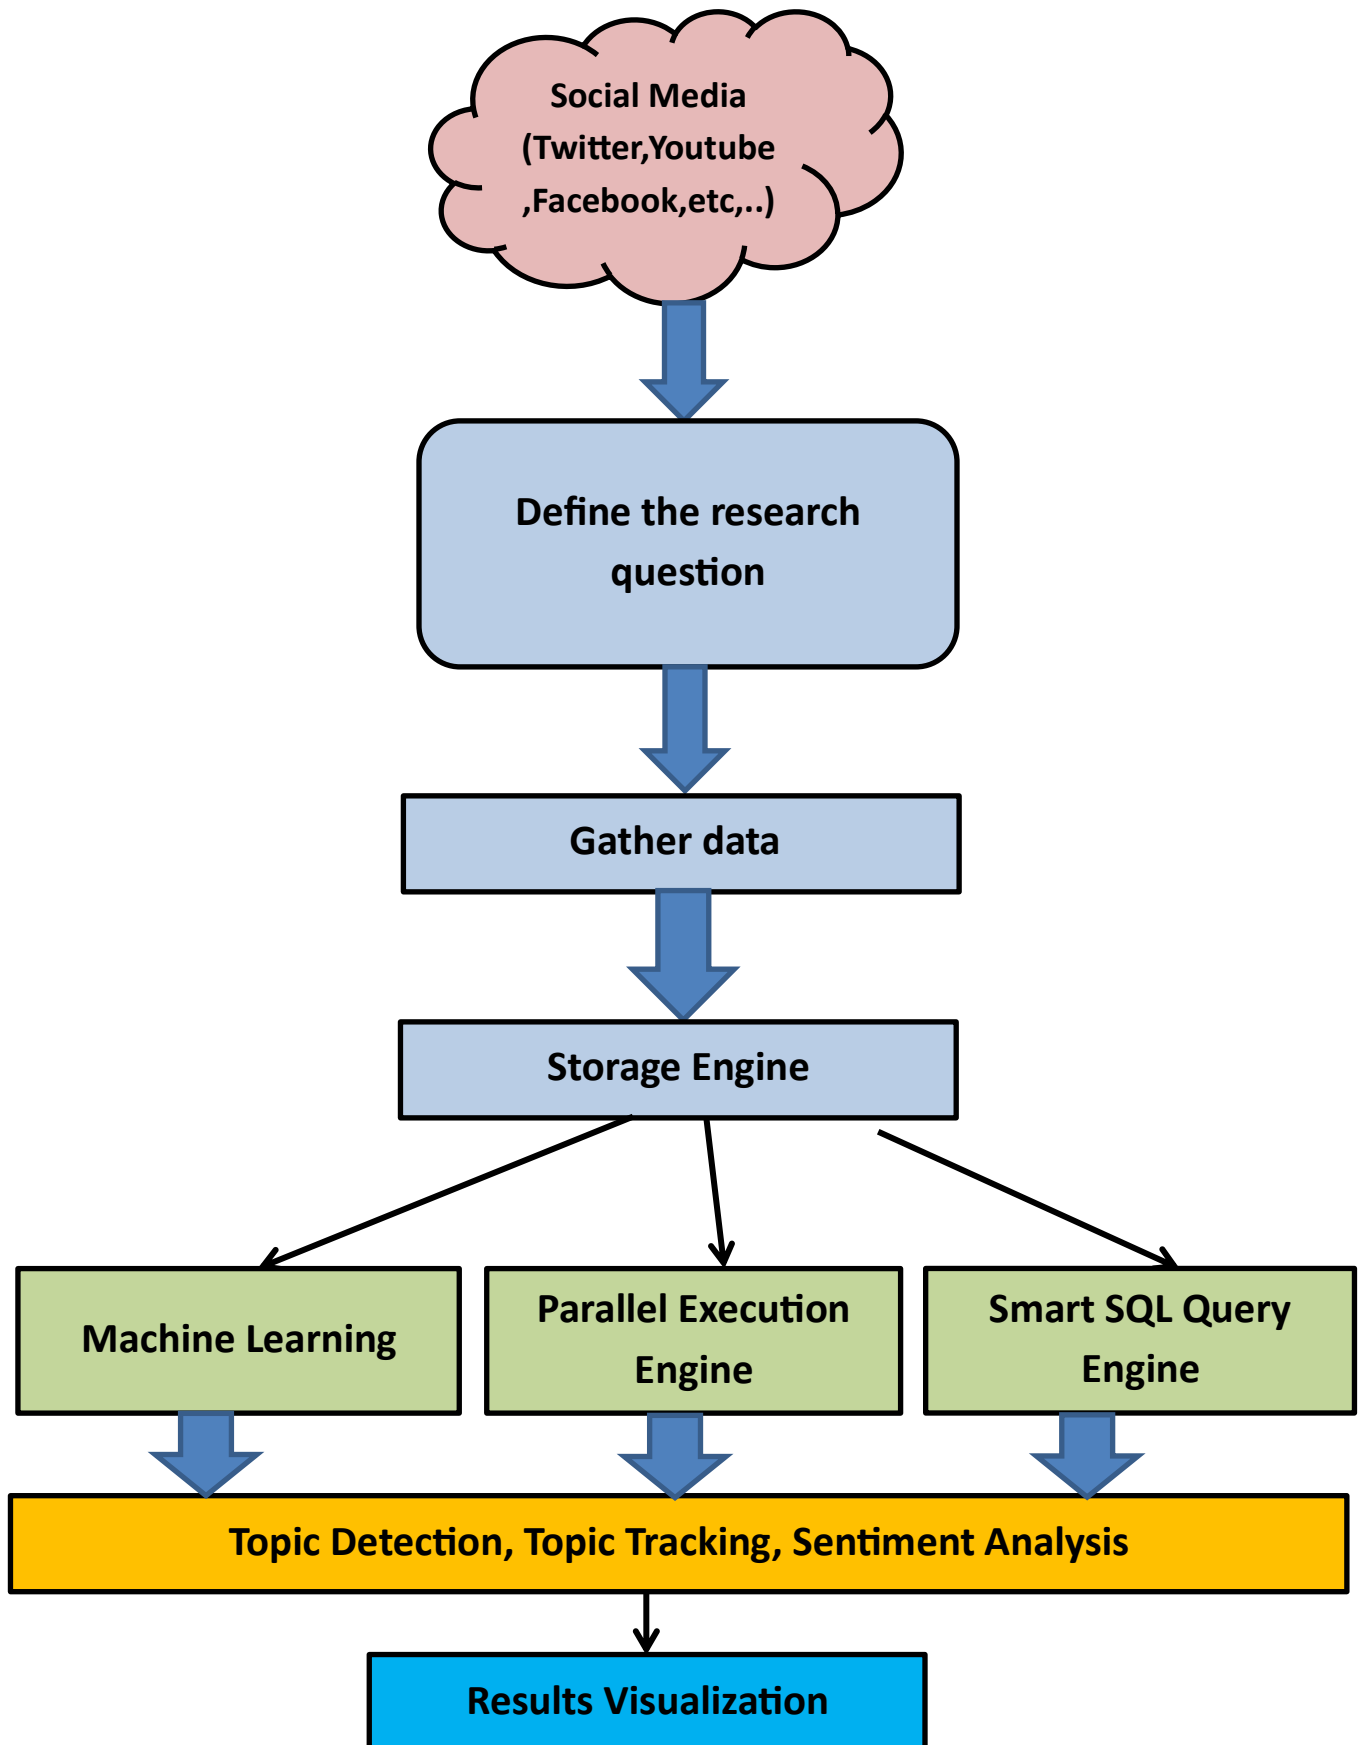 Social Media
(Twitter,Youtube
,Facebook,etc,..)
Define the research
question
Gather data
Storage Engine
Machine Learning
Parallel Execution
Engine
Smart SQL Query
Engine
Topic Detection, Topic Tracking, Sentiment Analysis
Results Visualization